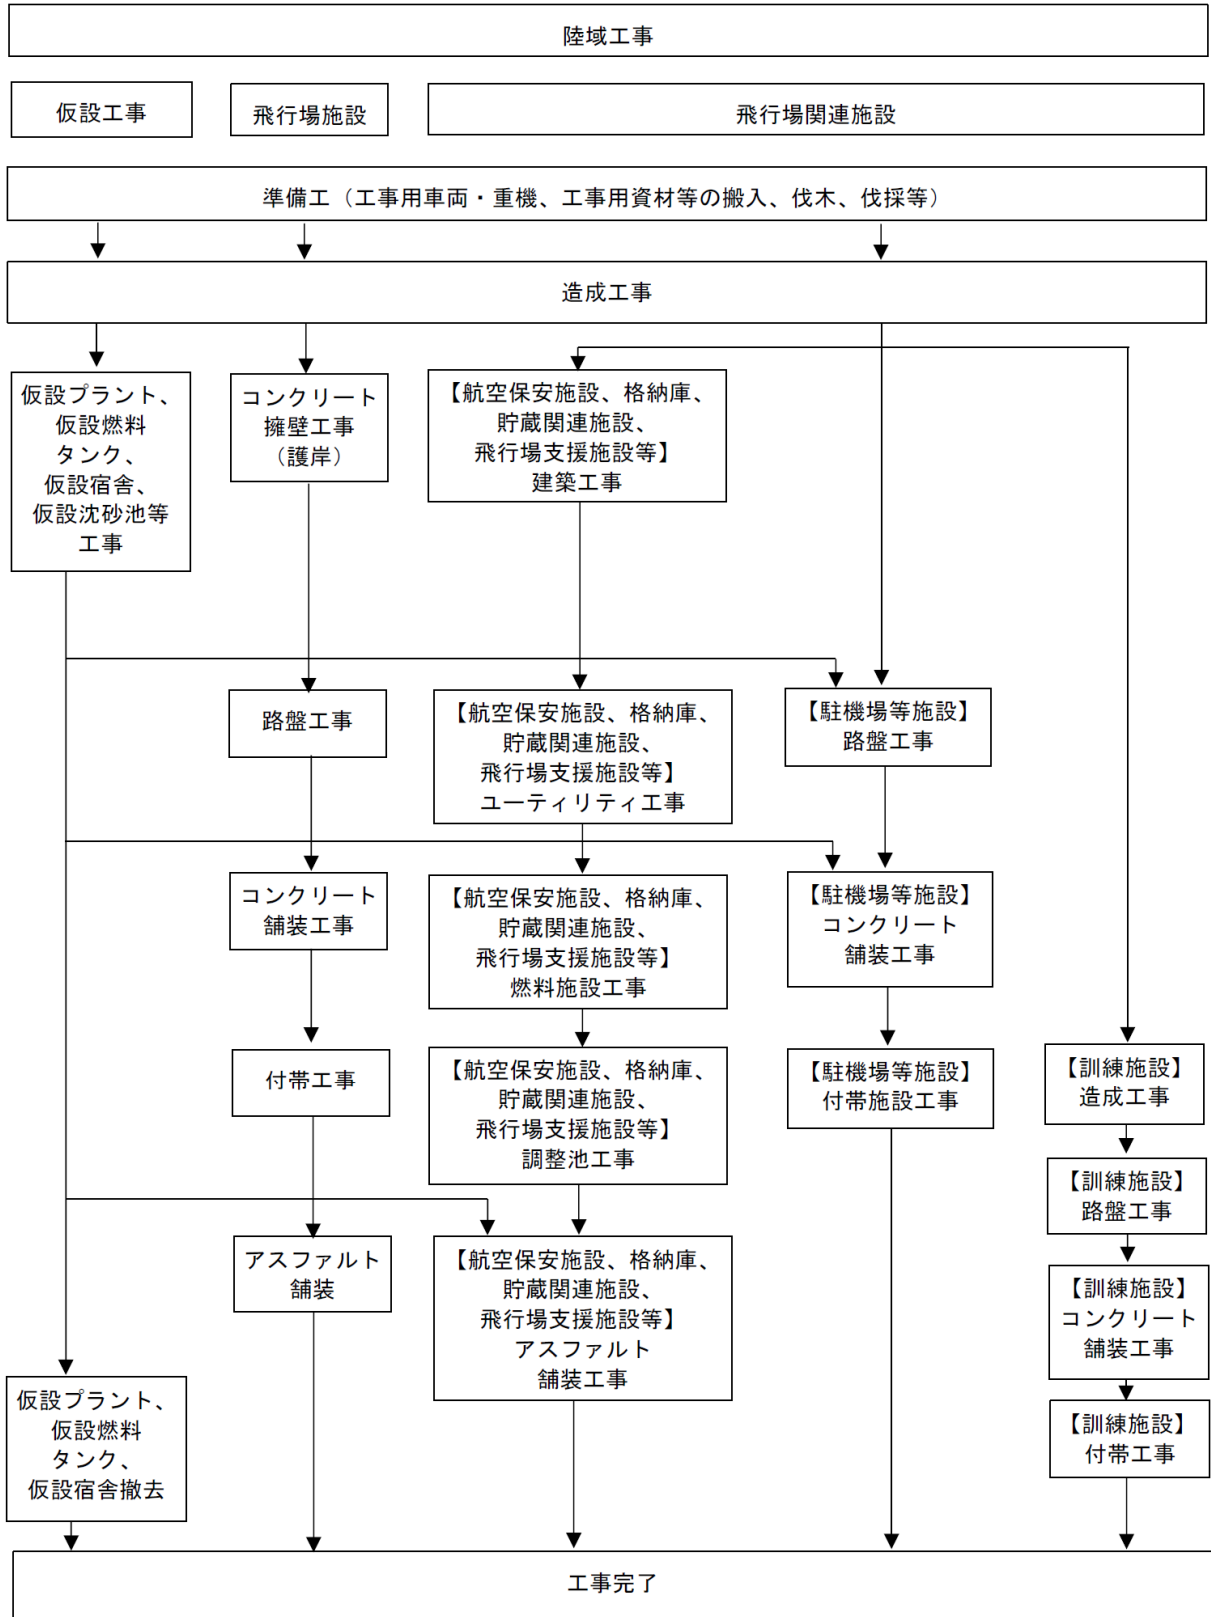 陸域工事
仮設工事
飛行場施設
飛行場関連施設
準備工（工事用車両・重機、工事用資材等の搬入、伐木、伐採等）
造成工事
仮設プラント、
仮設燃料
タンク、
仮設宿舎、
仮設沈砂池等
工事
コンクリート
擁壁工事
（護岸）
【航空保安施設、格納庫、
貯蔵関連施設、
飛行場支援施設等】
建築工事
路盤工事
【航空保安施設、格納庫、
貯蔵関連施設、
飛行場支援施設等】
ユーティリティ工事
【駐機場等施設】
路盤工事
コンクリート
舗装工事
【航空保安施設、格納庫、
貯蔵関連施設、
飛行場支援施設等】
燃料施設工事
【駐機場等施設】
コンクリート
舗装工事
付帯工事
【航空保安施設、格納庫、
貯蔵関連施設、
飛行場支援施設等】
調整池工事
【駐機場等施設】
付帯施設工事
【訓練施設】
造成工事
【訓練施設】
路盤工事
アスファルト
舗装
【航空保安施設、格納庫、
貯蔵関連施設、
飛行場支援施設等】
アスファルト
舗装工事
【訓練施設】
コンクリート
舗装工事
仮設プラント、
仮設燃料
タンク、
仮設宿舎撤去
【訓練施設】
付帯工事
工事完了